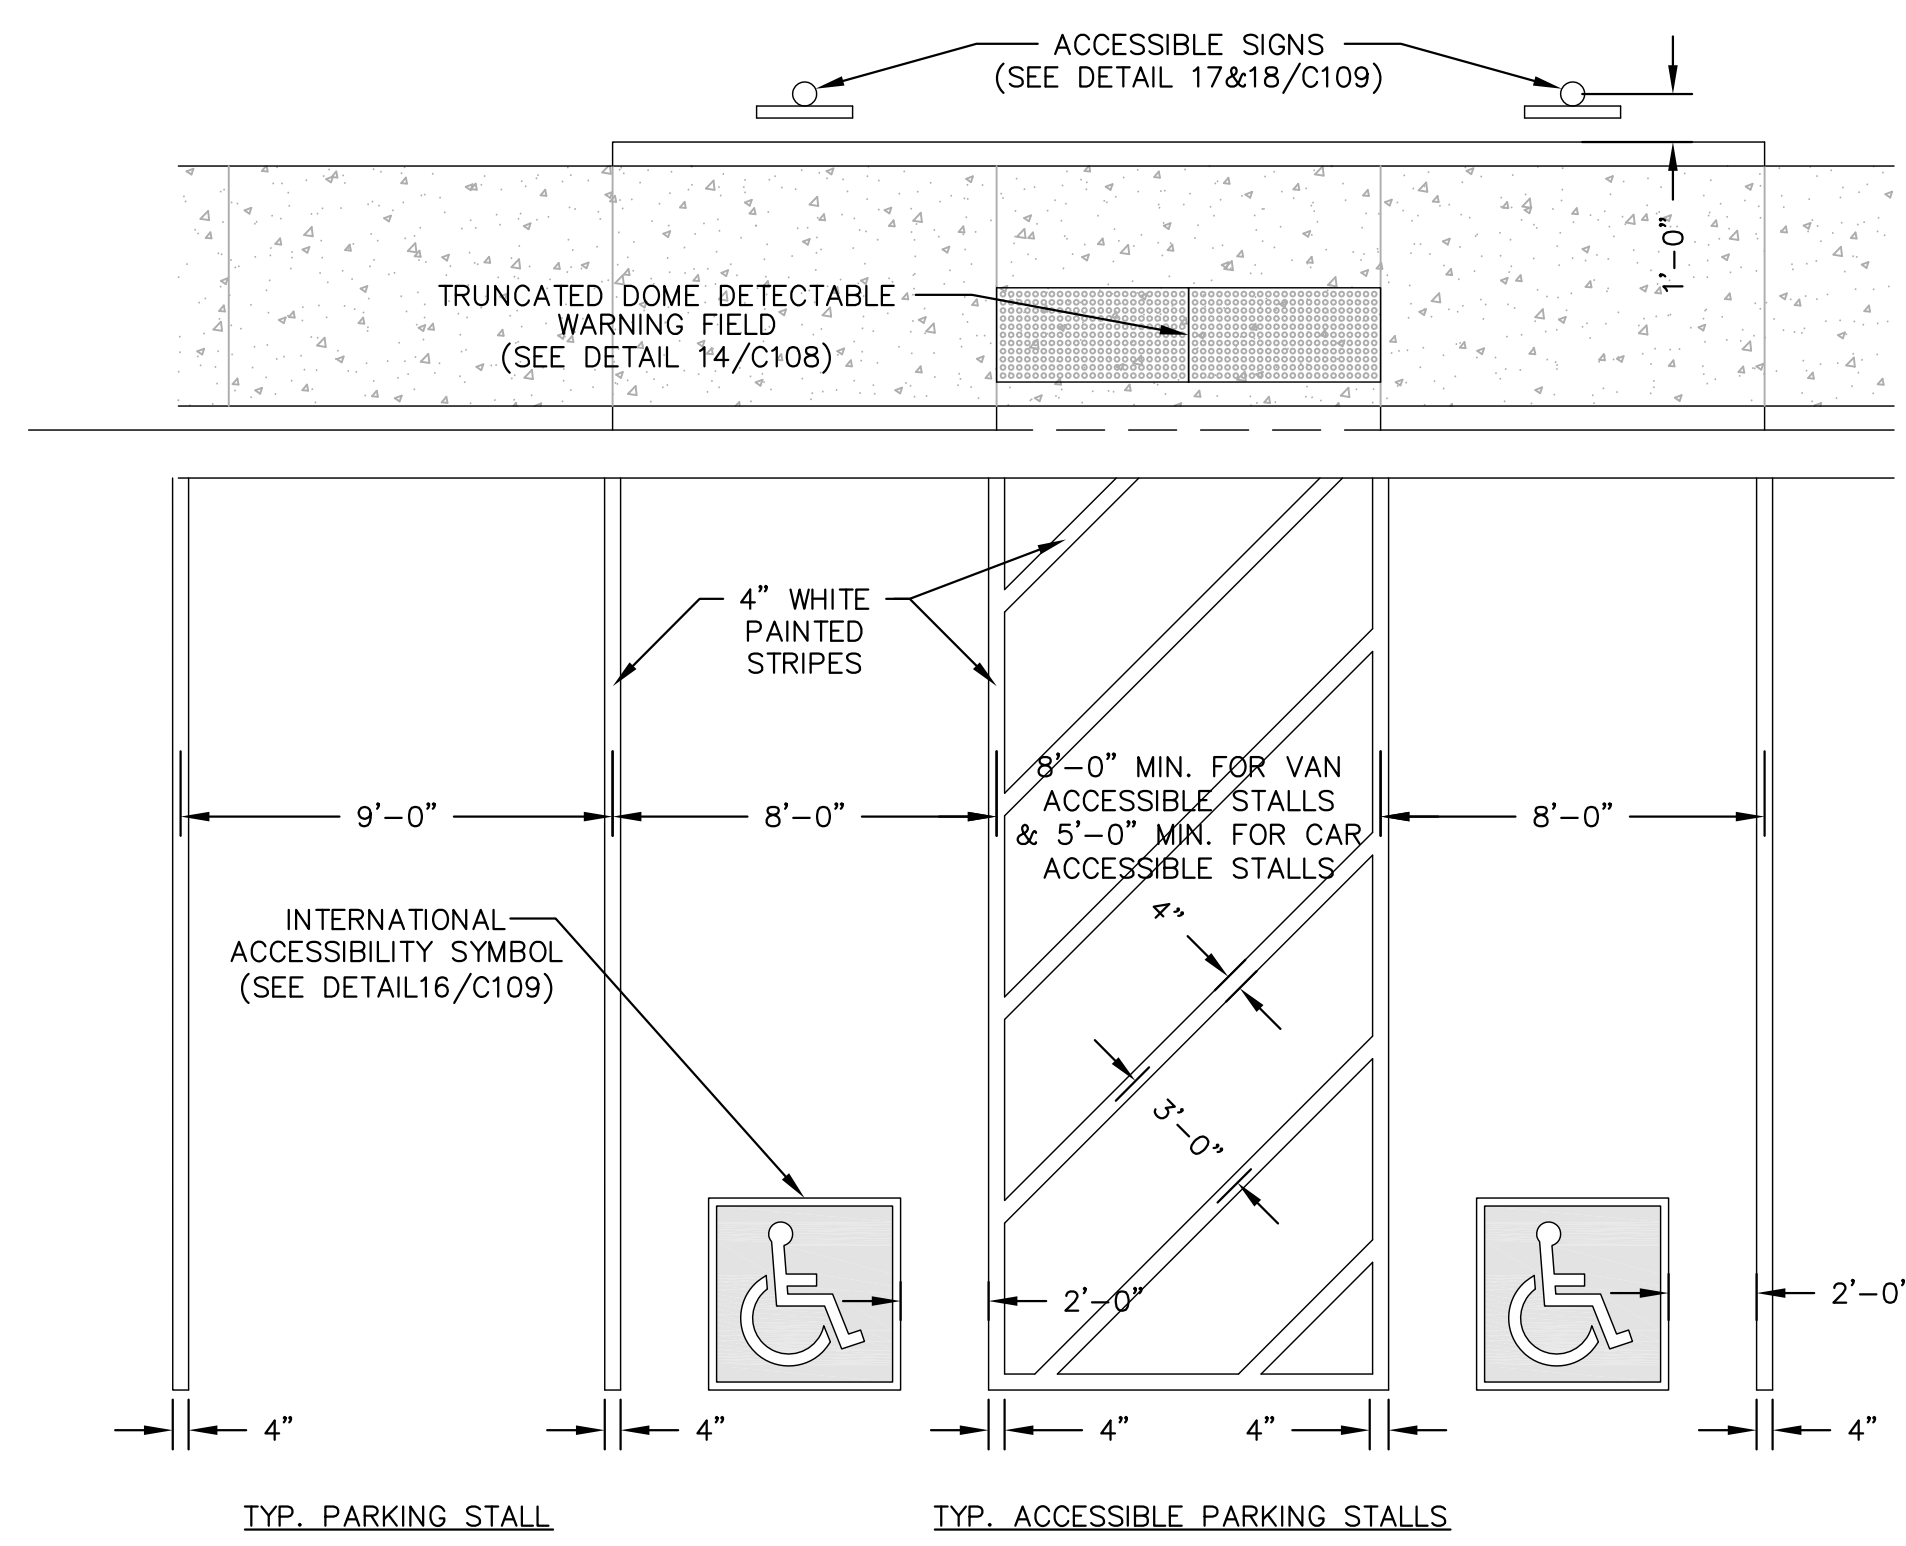 ACCESSIBLE SIGNS
(SEE DETAIL 17&18/C109)
1'-0"
TRUNCATED DOME DETECTABLE
WARNING FIELD
(SEE DETAIL 14/C108)
4" WHITE
PAINTED
STRIPES
9'-0"
8'-0"
8'-0" MIN. FOR VAN
ACCESSIBLE STALLS
& 5'-0" MIN. FOR CAR
ACCESSIBLE STALLS
8'-0"
INTERNATIONAL
ACCESSIBILITY SYMBOL
(SEE DETAIL16/C109)
4"
3'-0"
2'-0"
2'-0'
4"
4"
4"
4"
4"
TYP. PARKING STALL
TYP. ACCESSIBLE PARKING STALLS